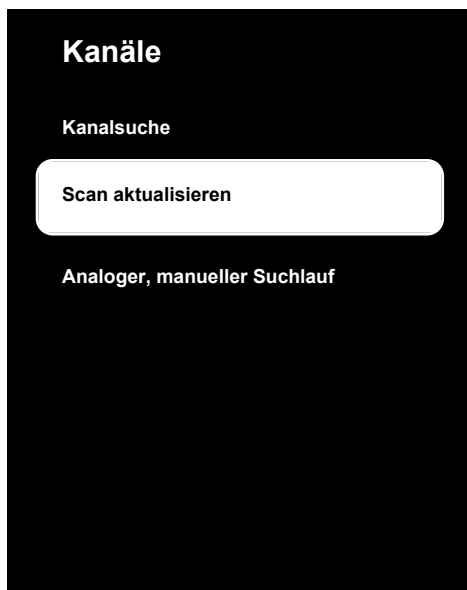 Kanäle
Kanalsuche
Scan aktualisieren
Analoger, manueller Suchlauf